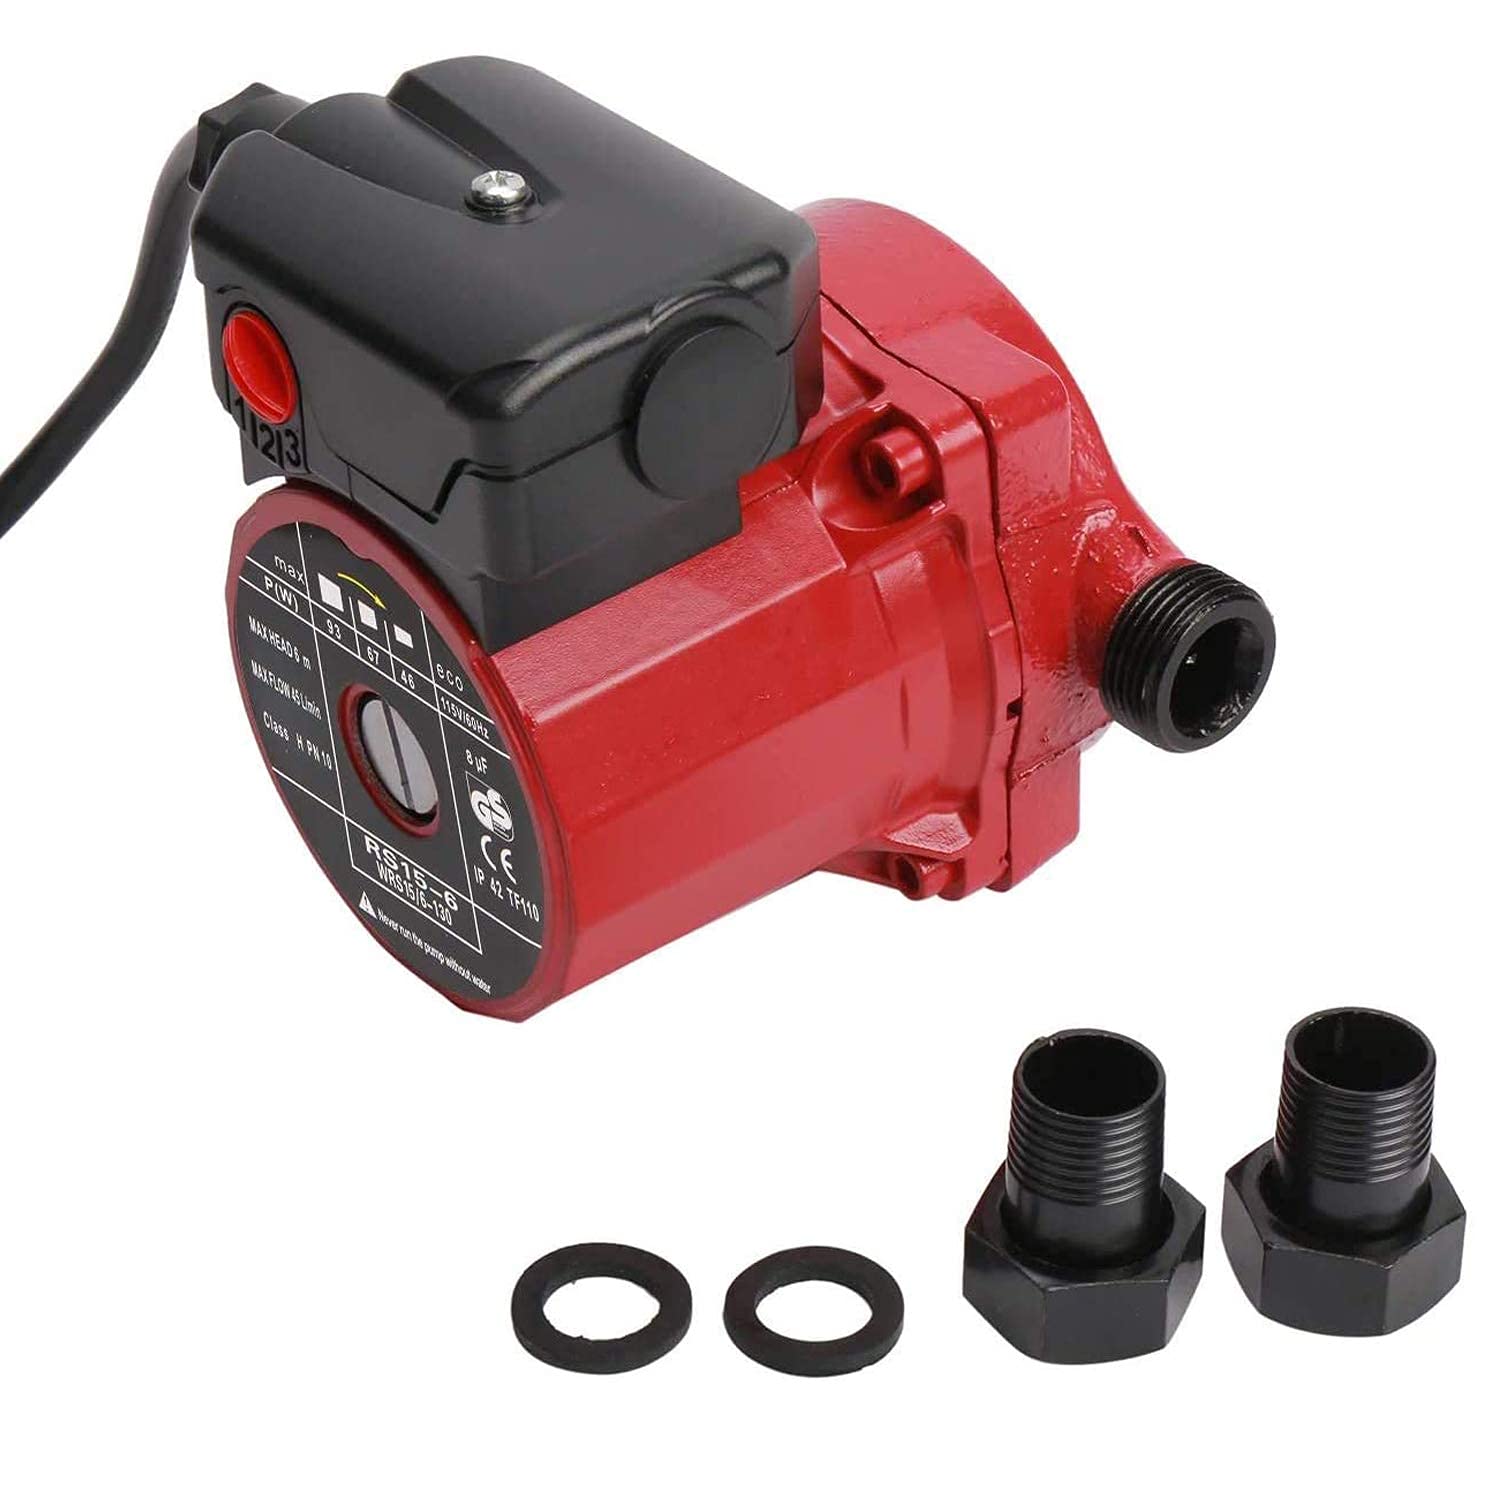 1/2/3
max
P(W)
93
67
46
eco
115V/60Hz
MAX HEAD 6 m
MAX FLOW 45 L/min
Class H PN 10
8 µF
GS
CE
IP 42 TF110
RS15-6
WRS15/6-130
Never run the pump without water